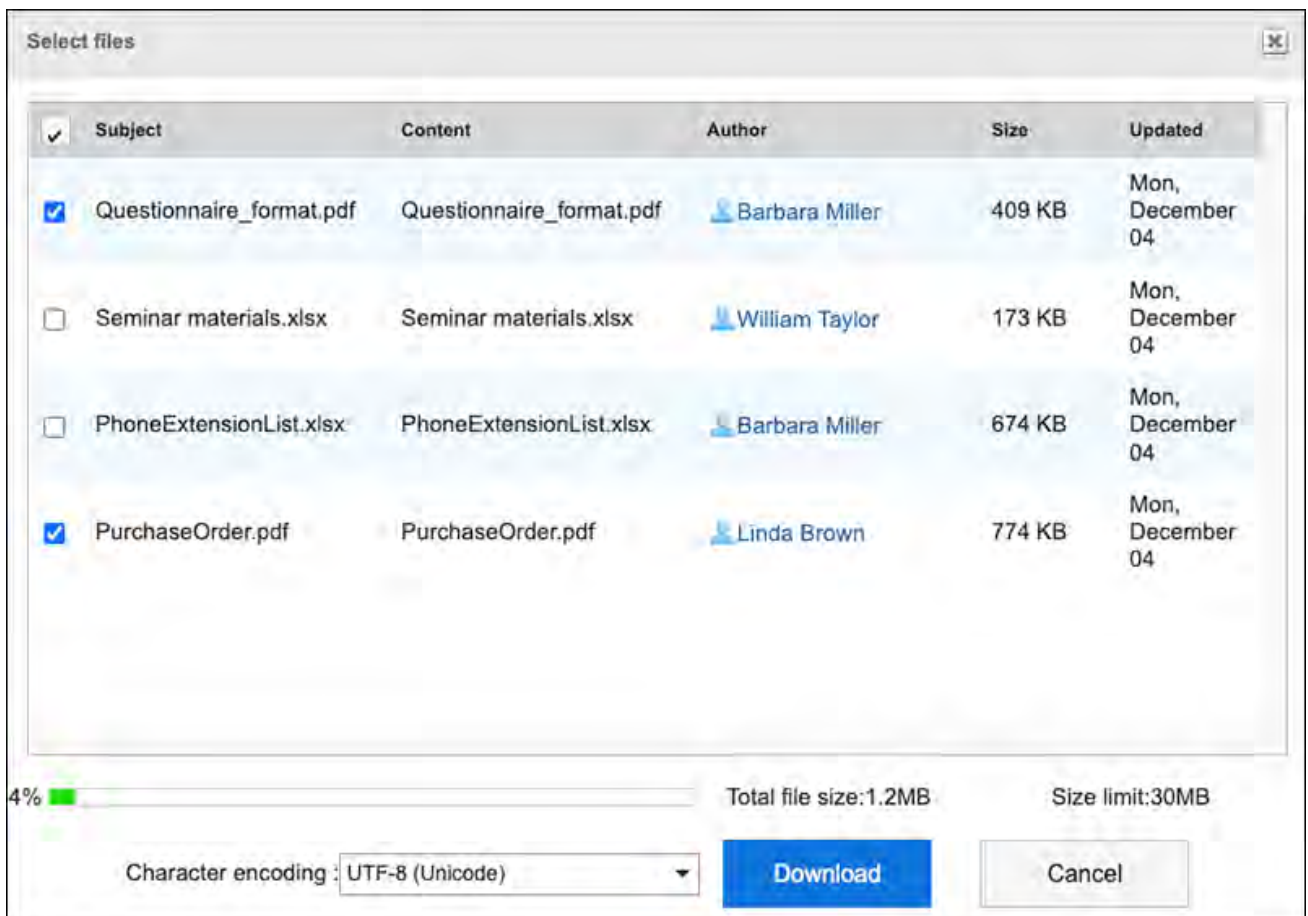 Select files
Subject Content Author Size Updated
Questionnaire_format.pdf Questionnaire_format.pdf Barbara Miller 409 KB Mon, December 04
Seminar materials.xlsx Seminar materials.xlsx William Taylor 173 KB Mon, December 04
PhoneExtensionList.xlsx PhoneExtensionList.xlsx Barbara Miller 674 KB Mon, December 04
PurchaseOrder.pdf PurchaseOrder.pdf Linda Brown 774 KB Mon, December 04
4% Total file size:1.2MB Size limit:30MB
Character encoding : UTF-8 (Unicode) Download Cancel